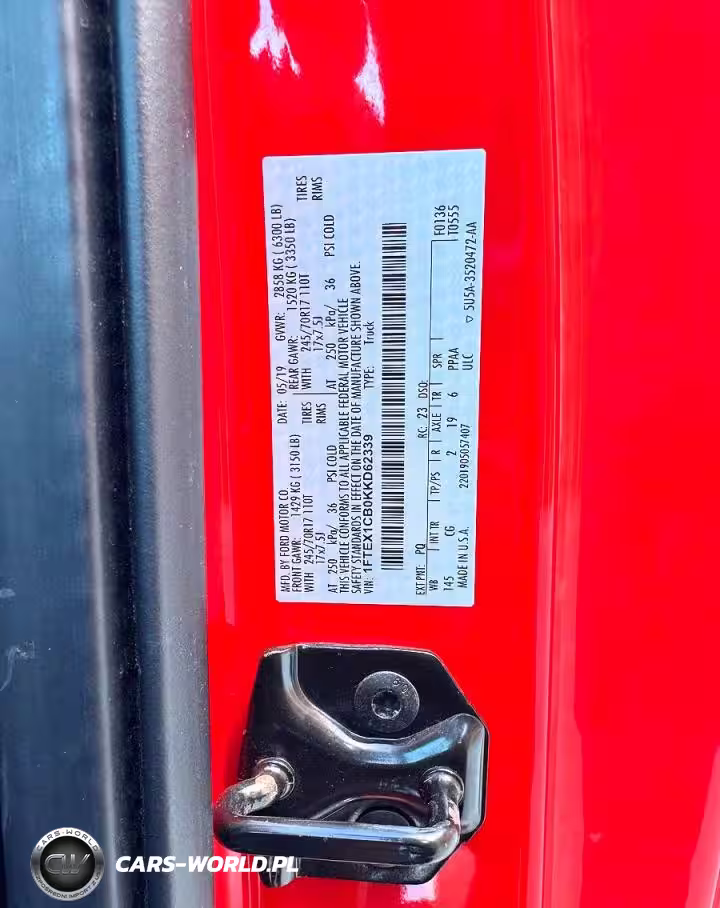 MFD. BY FORD MOTOR CO. DATE: 05/19 GVWR: 2858 KG ( 6300 LB)
FRONT GAWR: 1429 KG ( 3150 LB) REAR GAWR: 1520 KG ( 3350 LB)
WITH 245/70R17 110T TIRES WITH 245/70R17 110T TIRES
17x7.5J RIMS 17x7.5J RIMS
AT 250 kPa/ 36 PSI COLD AT 250 kPa/ 36 PSI COLD
THIS VEHICLE CONFORMS TO ALL APPLICABLE FEDERAL MOTOR VEHICLE
SAFETY STANDARDS IN EFFECT ON THE DATE OF MANUFACTURE SHOWN ABOVE.
VIN: 1FTEX1CB0KKD62339 TYPE: Truck
EXT PNT: PQ RC: 23 DSO: F0136
WB INT TR TP/PS R AXLE TR SPR T0555
145 CG 2 19 6 PPAA
MADE IN U.S.A. 2201905057407 ULC ▽ 5U5A-3520472-AA
CARS-WORLD
CW
CARS-WORLD.PL